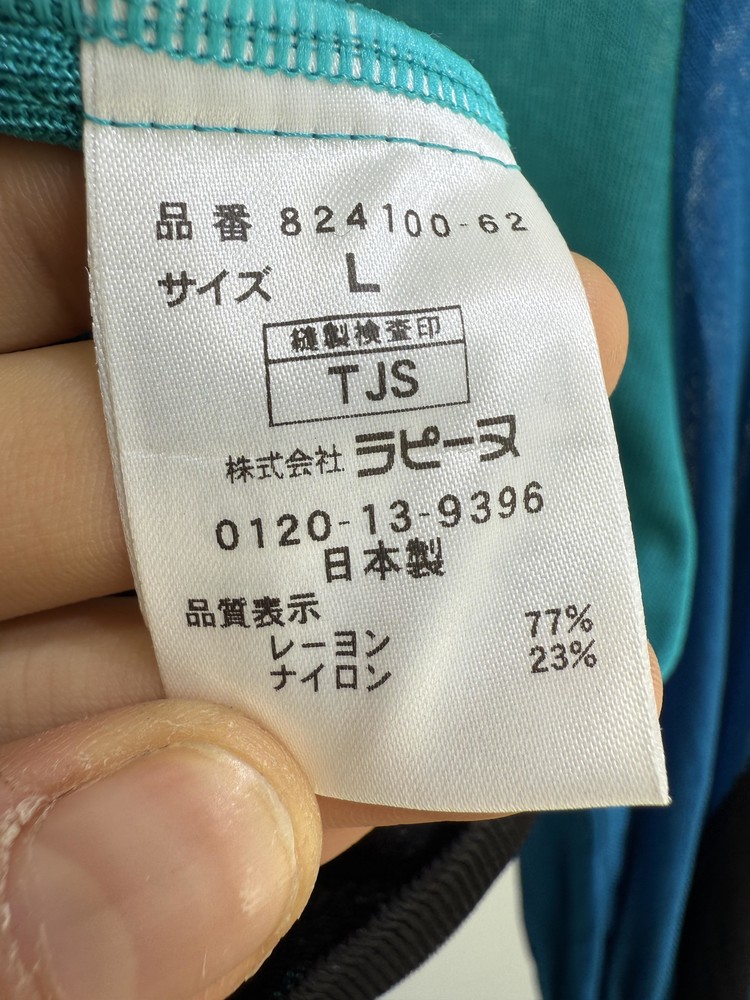 品番 824100-62
サイズ L
縫製検査印
TJS
株式会社 ラピーヌ
0120-13-9396
日本製
品質表示
レーヨン 77%
ナイロン 23%